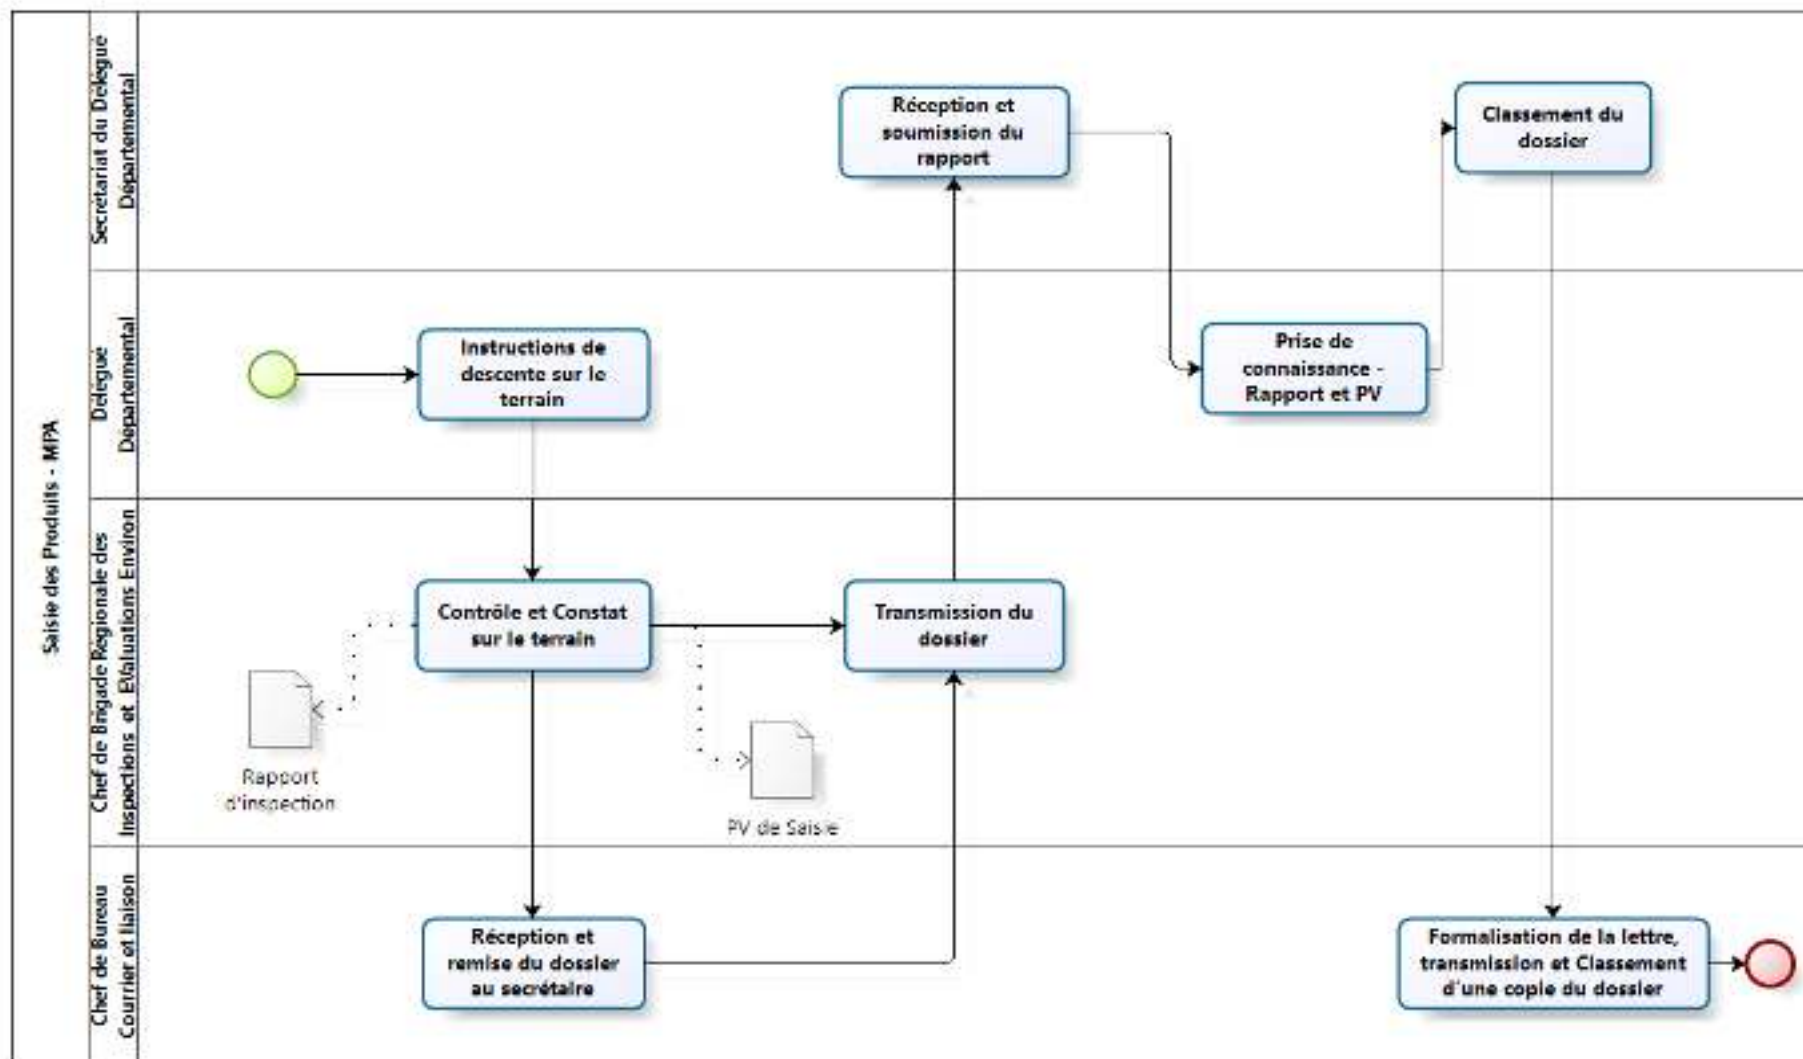 Saisie des Produits - MPA
Secrétariat du Délégué
Départemental
Réception et
soumission du
rapport
Classement du
dossier
Délégué
Départemental
Instructions de
descente sur le
terrain
Prise de
connaissance -
Rapport et PV
Chef de Brigade Régionale des
Inspections et EValuations Environ
Contrôle et Constat
sur le terrain
Transmission du
dossier
Rapport
d'inspection
PV de Saisie
Chef de Bureau
Courrier et liaison
Réception et
remise du dossier
au secrétaire
Formalisation de la lettre,
transmission et Classement
d'une copie du dossier